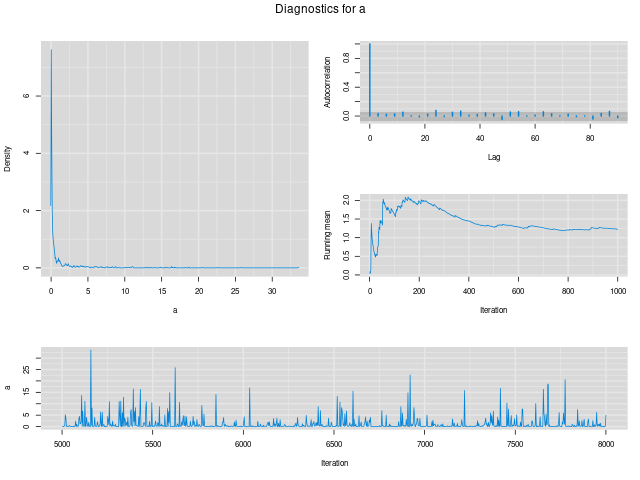 Diagnostics for a
Density
0 2 4 6
0 5 10 15 20 25 30
a
Autocorrelation
0.0 0.4 0.8
0 20 40 60 80
Lag
Running mean
0.0 0.5 1.0 1.5 2.0
0 200 400 600 800 1000
Iteration
a
0 5 15 25
5000 5500 6000 6500 7000 7500 8000
Iteration